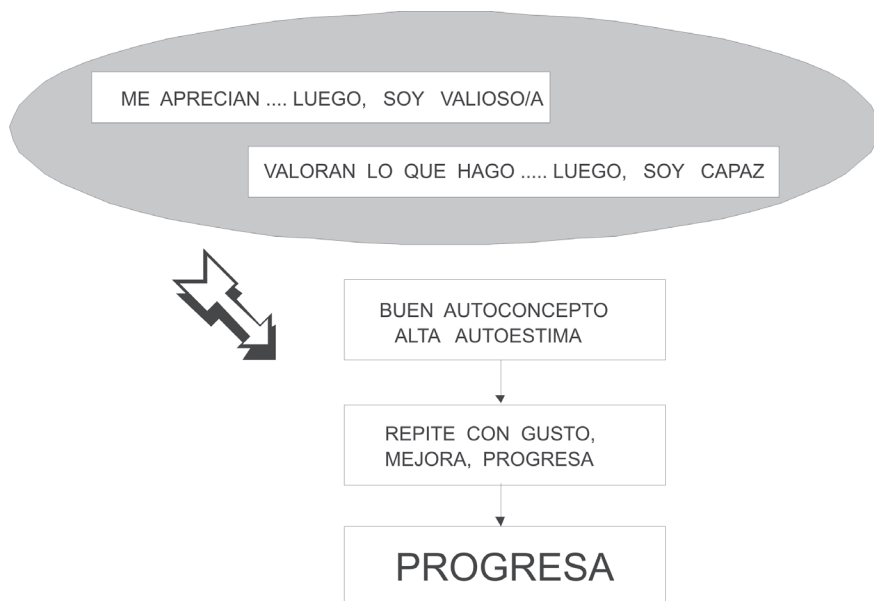 ME APRECIAN .... LUEGO, SOY VALIOSO/A
VALORAN LO QUE HAGO ..... LUEGO, SOY CAPAZ
BUEN AUTOCONCEPTO
ALTA AUTOESTIMA
REPITE CON GUSTO,
MEJORA, PROGRESA
PROGRESA